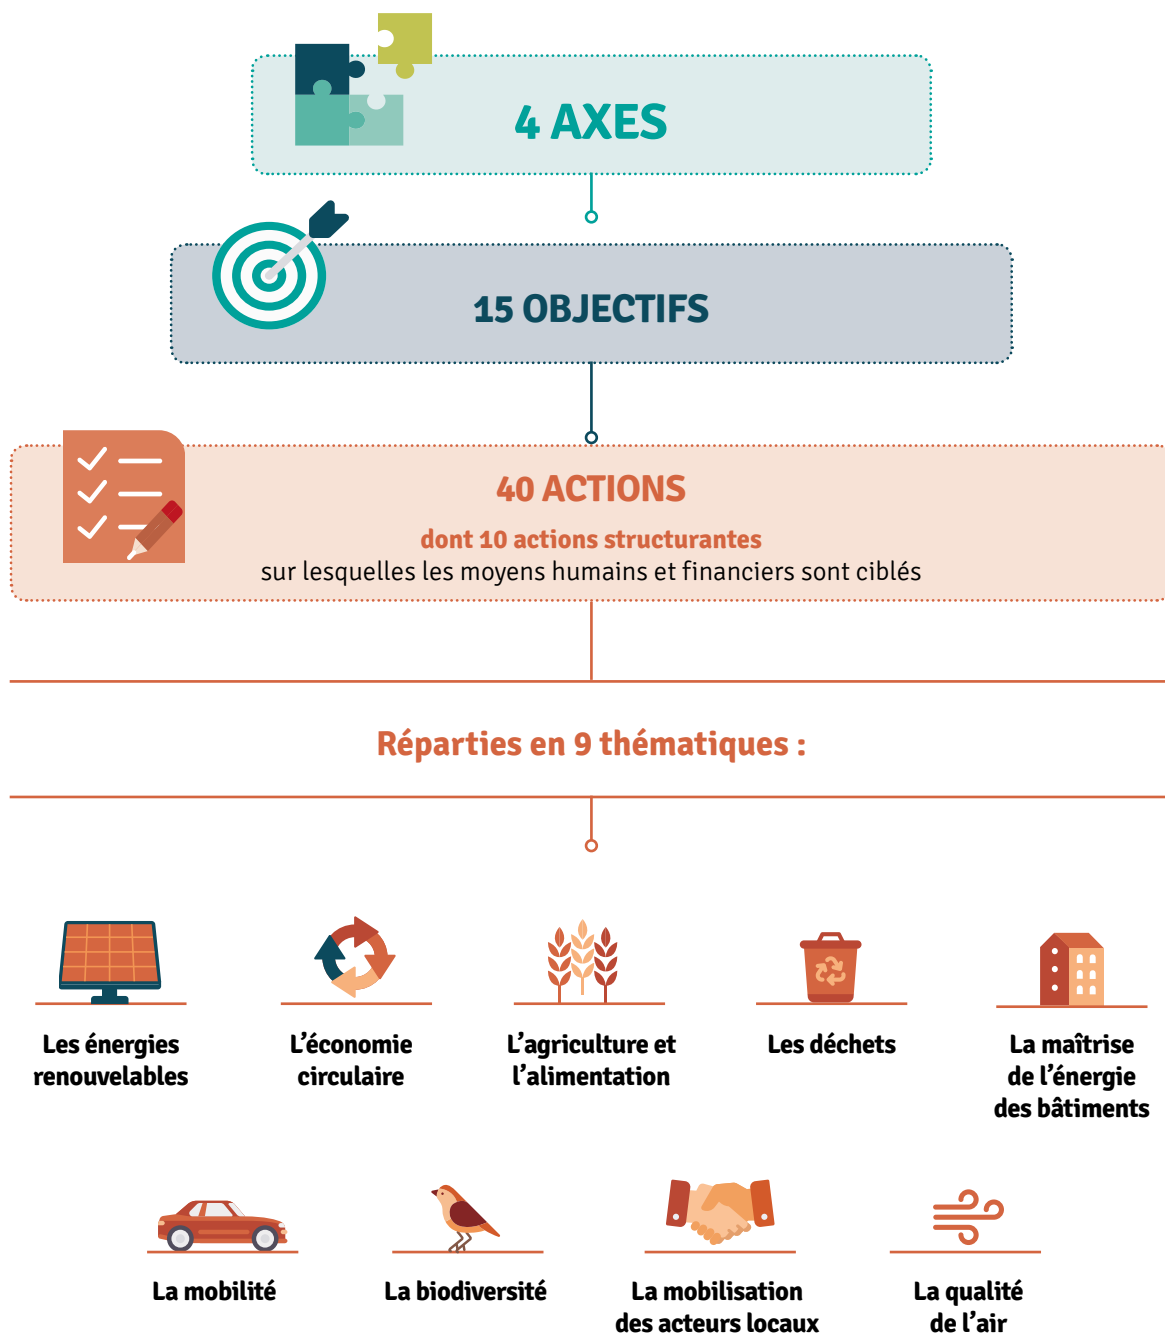 4 AXES
15 OBJECTIFS
40 ACTIONS
dont 10 actions structurantes
sur lesquelles les moyens humains et financiers sont ciblés
Réparties en 9 thématiques :
Les énergies
renouvelables
L’économie
circulaire
L’agriculture et
l’alimentation
Les déchets
La maîtrise
de l’énergie
des bâtiments
La mobilité
La biodiversité
La mobilisation
des acteurs locaux
La qualité
de l’air